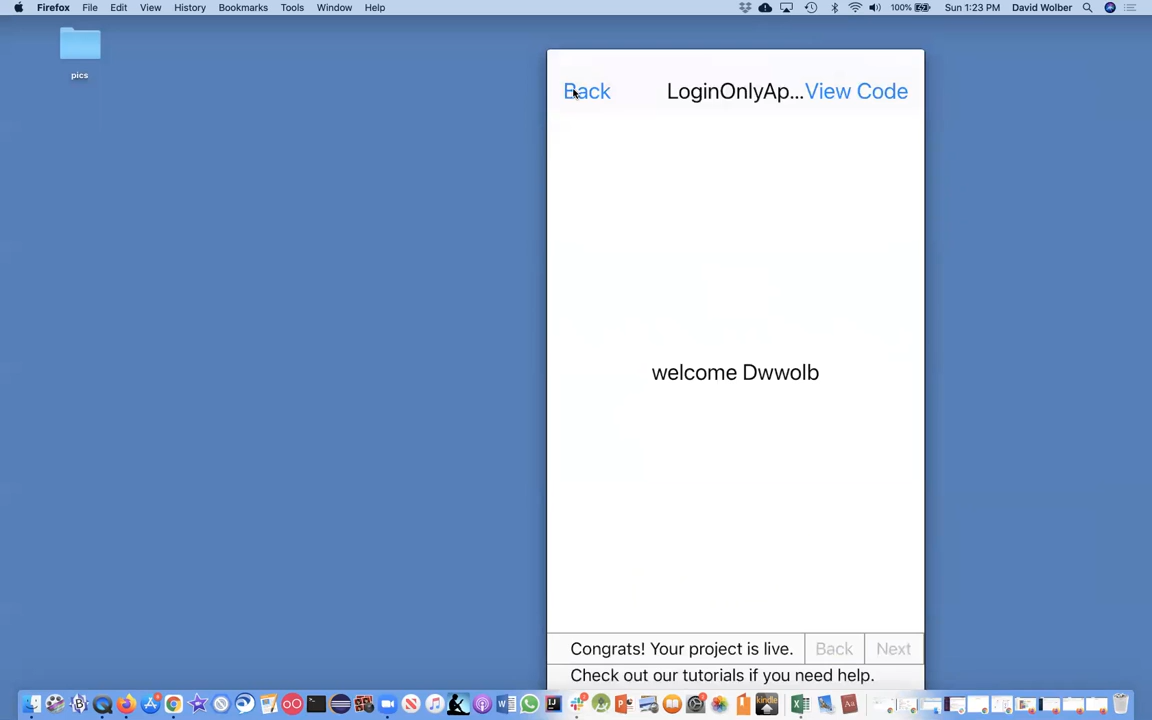 Firefox File Edit View History Bookmarks Tools Window Help 100% Sun 1:23 PM David Wolber
pics
Back LoginOnlyAp... View Code
welcome Dwwolb
Congrats! Your project is live. Back Next
Check out our tutorials if you need help.